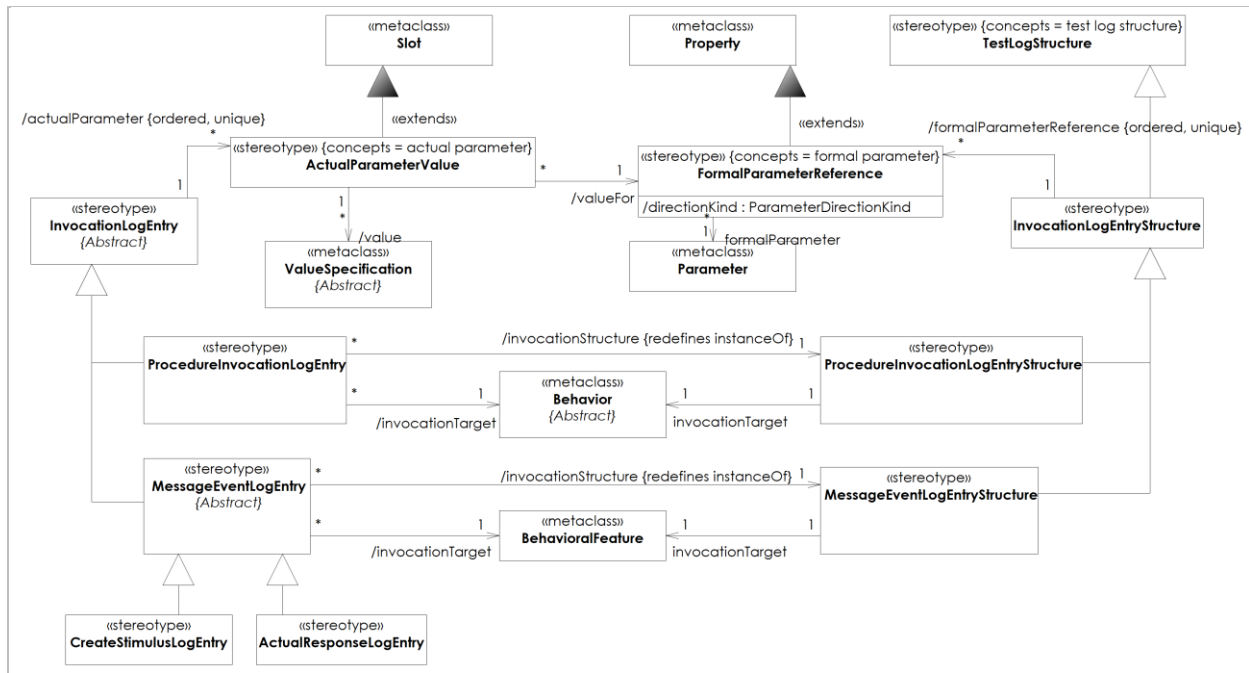 «metaclass»
Slot
«metaclass»
Property
«stereotype» {concepts = test log structure}
TestLogStructure
/actualParameter {ordered, unique}
*
«extends»
«extends»
/formalParameterReference {ordered, unique}
*
«stereotype» {concepts = actual parameter}
ActualParameterValue
*
1
/valueFor
«stereotype» {concepts = formal parameter}
FormalParameterReference
/directionKind : ParameterDirectionKind
1
1
«stereotype»
InvocationLogEntry
{Abstract}
1
*
/value
*
1
formalParameter
«stereotype»
InvocationLogEntryStructure
«metaclass»
ValueSpecification
{Abstract}
«metaclass»
Parameter
«stereotype»
ProcedureInvocationLogEntry
*
/invocationStructure {redefines instanceOf}
1
«stereotype»
ProcedureInvocationLogEntryStructure
*
1
/invocationTarget
«metaclass»
Behavior
{Abstract}
1
1
invocationTarget
«stereotype»
MessageEventLogEntry
{Abstract}
*
/invocationStructure {redefines instanceOf}
1
«stereotype»
MessageEventLogEntryStructure
*
1
/invocationTarget
«metaclass»
BehavioralFeature
1
1
invocationTarget
«stereotype»
CreateStimulusLogEntry
«stereotype»
ActualResponseLogEntry